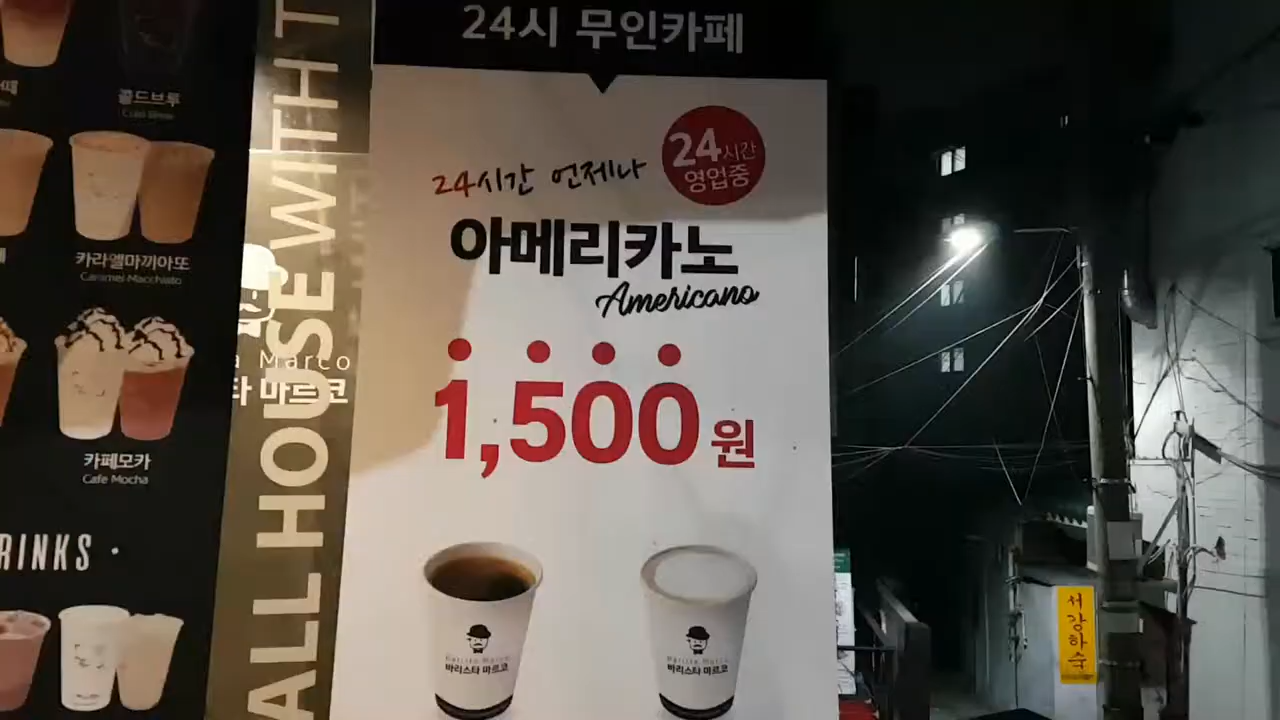 콜드브루
Cold Brew
카라멜마끼아또
Caramel Macchiato
카페모카
Cafe Mocha
RINKS ·
ALL HOUSE WITH T
Marco
타 마르코
24시 무인카페
24시간 언제나
24시간
영업중
아메리카노
Americano
1,500원
바리스타 마르코
바리스타 마르코
서강하숙